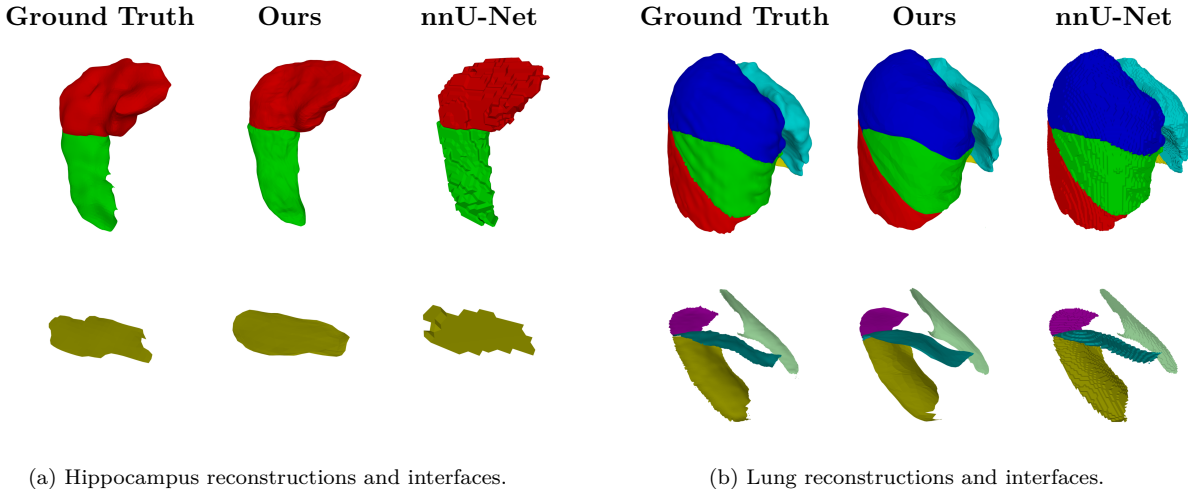 Ground Truth Ours nnU-Net Ground Truth Ours nnU-Net
(a) Hippocampus reconstructions and interfaces.
(b) Lung reconstructions and interfaces.